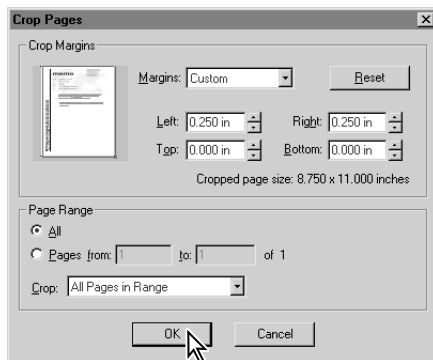 Crop Pages
Crop Margins
memo
Margins: Custom
Reset
Left: 0.250 in Right: 0.250 in
Top: 0.000 in Bottom: 0.000 in
Cropped page size: 8.750 x 11.000 inches
Page Range
All
Pages from: 1 to: 1 of 1
Crop: All Pages in Range
OK Cancel